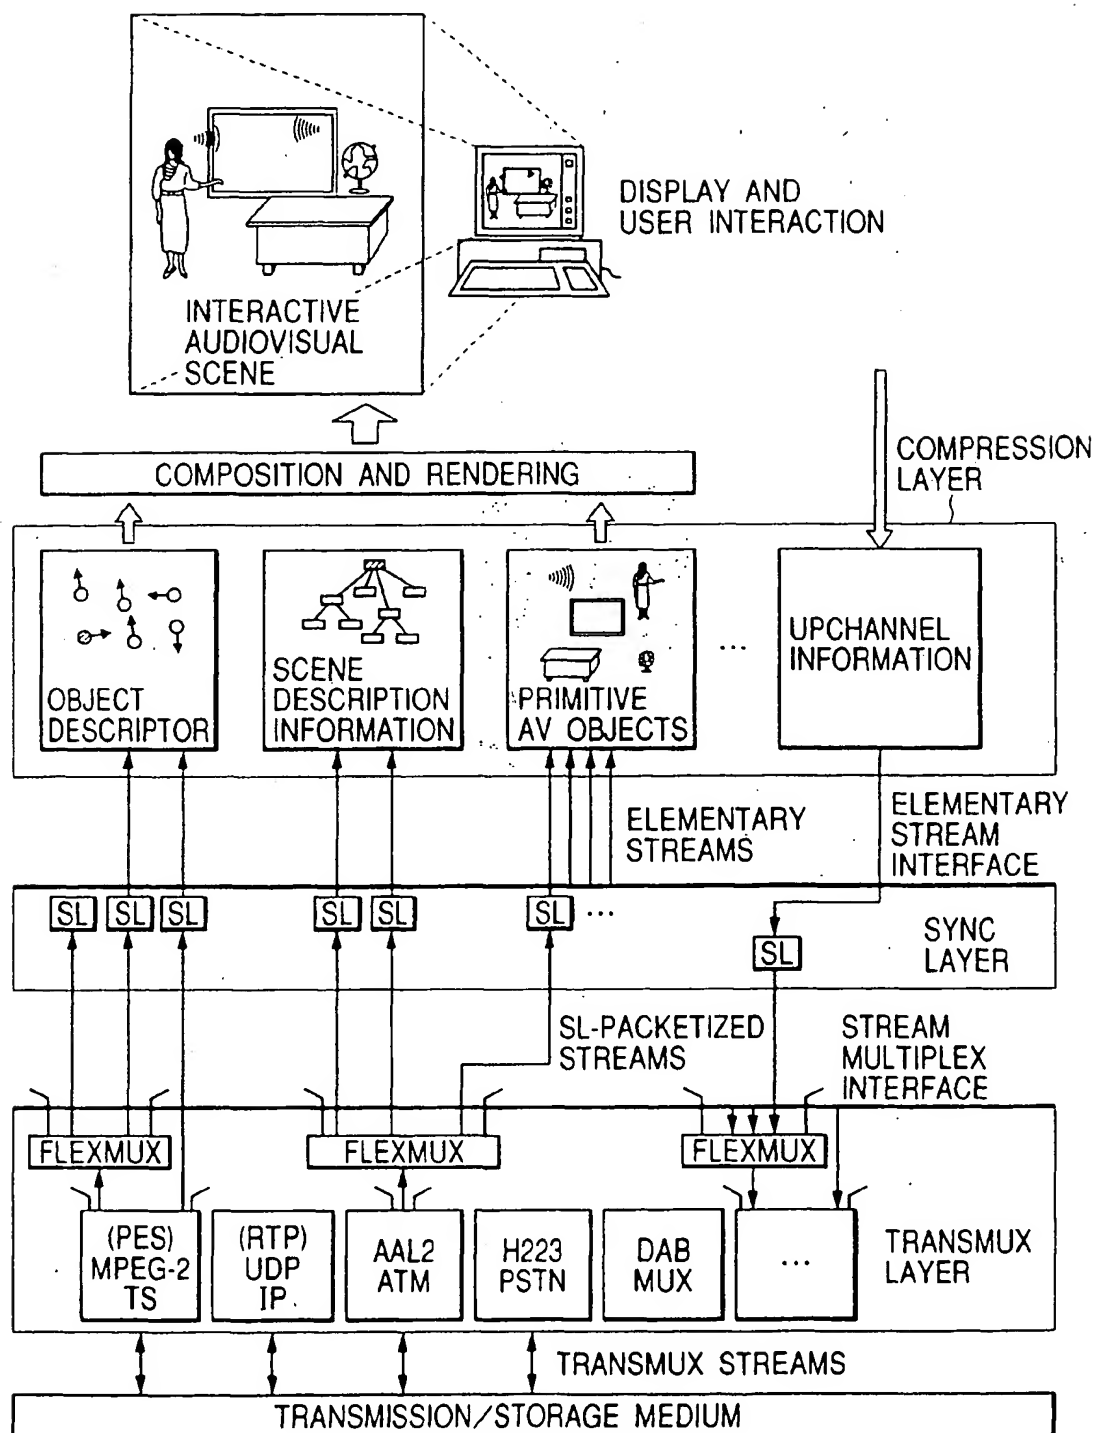 DISPLAY AND
USER INTERACTION
INTERACTIVE
AUDIOVISUAL
SCENE
COMPOSITION AND RENDERING
COMPRESSION
LAYER
OBJECT
DESCRIPTOR
SCENE
DESCRIPTION
INFORMATION
PRIMITIVE
AV OBJECTS
...
UPCHANNEL
INFORMATION
ELEMENTARY
STREAMS
ELEMENTARY
STREAM
INTERFACE
SL
SL
SL
SL
SL
SL
...
SL
SYNC
LAYER
SL-PACKETIZED
STREAMS
STREAM
MULTIPLEX
INTERFACE
FLEXMUX
FLEXMUX
FLEXMUX
(PES)
MPEG-2
TS
(RTP)
UDP
IP
AAL2
ATM
H223
PSTN
DAB
MUX
...
TRANSMUX
LAYER
TRANSMUX STREAMS
TRANSMISSION/STORAGE MEDIUM